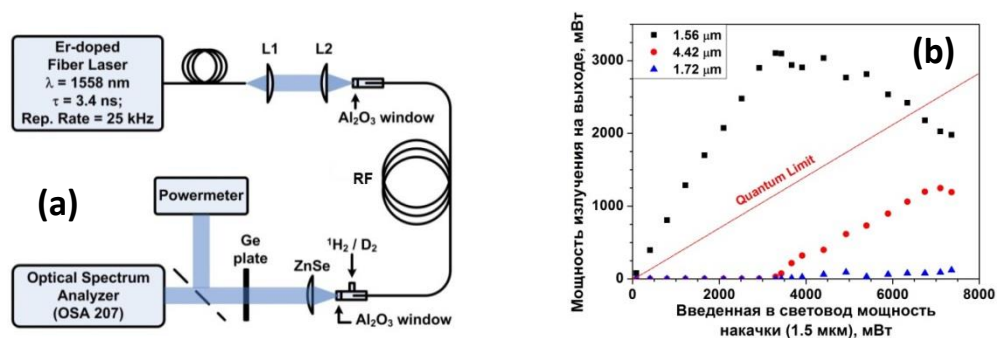 Er-doped
Fiber Laser
λ = 1558 nm
τ = 3.4 ns;
Rep. Rate = 25 kHz
L1
L2
Al₂O₃ window
RF
(a)
Powermeter
Optical Spectrum
Analyzer
(OSA 207)
Ge
plate
ZnSe
¹H₂ / D₂
Al₂O₃ window
(b)
1.56 μm
4.42 μm
1.72 μm
Quantum Limit
Мощность излучения на выходе, мВт
3000
2000
1000
0
0 2000 4000 6000 8000
Введенная в световод мощность
накачки (1.5 мкм), мВт